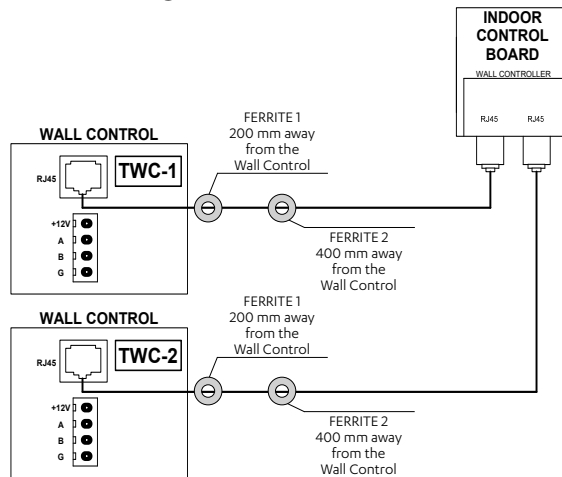 INDOOR
CONTROL
BOARD
WALL CONTROLLER
RJ45
RJ45
WALL CONTROL
RJ45
TWC-1
+12V
A
B
G
FERRITE 1
200 mm away
from the
Wall Control
FERRITE 2
400 mm away
from the
Wall Control
WALL CONTROL
RJ45
TWC-2
+12V
A
B
G
FERRITE 1
200 mm away
from the
Wall Control
FERRITE 2
400 mm away
from the
Wall Control